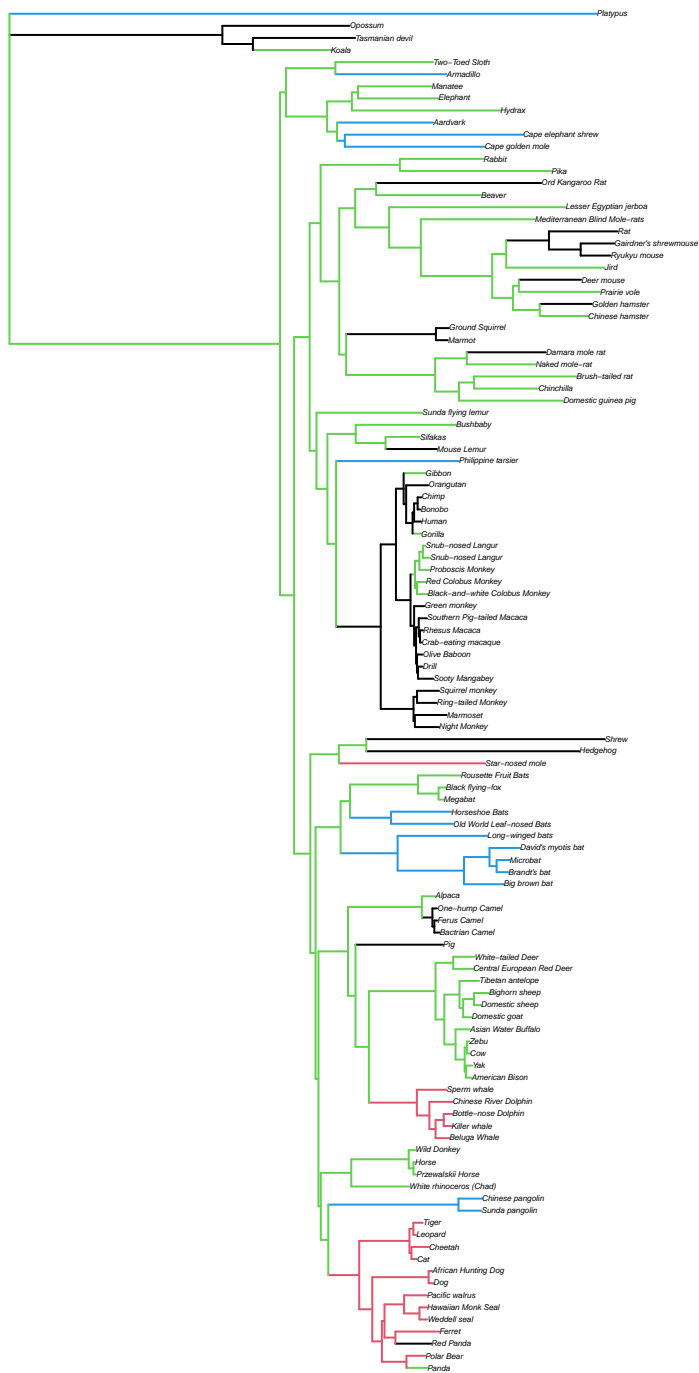 Platypus
Opossum
Tasmanian devil
Koala
Two−Toed Sloth
Armadillo
Manatee
Elephant
Hydrax
Aardvark
Cape elephant shrew
Cape golden mole
Rabbit
Pika
Ord Kangaroo Rat
Beaver
Lesser Egyptian jerboa
Mediterranean Blind Mole−rats
Rat
Gairdner's shrewmouse
Ryukyu mouse
Jird
Deer mouse
Prairie vole
Golden hamster
Chinese hamster
Ground Squirrel
Marmot
Damara mole rat
Naked mole−rat
Brush−tailed rat
Chinchilla
Domestic guinea pig
Sunda flying lemur
Bushbaby
Sifakas
Mouse Lemur
Philippine tarsier
Gibbon
Orangutan
Chimp
Bonobo
Human
Gorilla
Snub−nosed Langur
Snub−nosed Langur
Proboscis Monkey
Red Colobus Monkey
Black−and−white Colobus Monkey
Green monkey
Southern Pig−tailed Macaca
Rhesus Macaca
Crab−eating macaque
Olive Baboon
Drill
Sooty Mangabey
Squirrel monkey
Ring−tailed Monkey
Marmoset
Night Monkey
Shrew
Hedgehog
Star−nosed mole
Rousette Fruit Bats
Black flying−fox
Megabat
Horseshoe Bats
Old World Leaf−nosed Bats
Long−winged bats
David's myotis bat
Microbat
Brandt's bat
Big brown bat
Alpaca
One−hump Camel
Ferus Camel
Bactrian Camel
Pig
White−tailed Deer
Central European Red Deer
Tibetan antelope
Bighorn sheep
Domestic sheep
Domestic goat
Asian Water Buffalo
Zebu
Cow
Yak
American Bison
Sperm whale
Chinese River Dolphin
Bottle−nose Dolphin
Killer whale
Beluga Whale
Wild Donkey
Horse
Przewalskii Horse
White rhinoceros (Chad)
Chinese pangolin
Sunda pangolin
Tiger
Leopard
Cheetah
Cat
African Hunting Dog
Dog
Pacific walrus
Hawaiian Monk Seal
Weddell seal
Ferret
Red Panda
Polar Bear
Panda